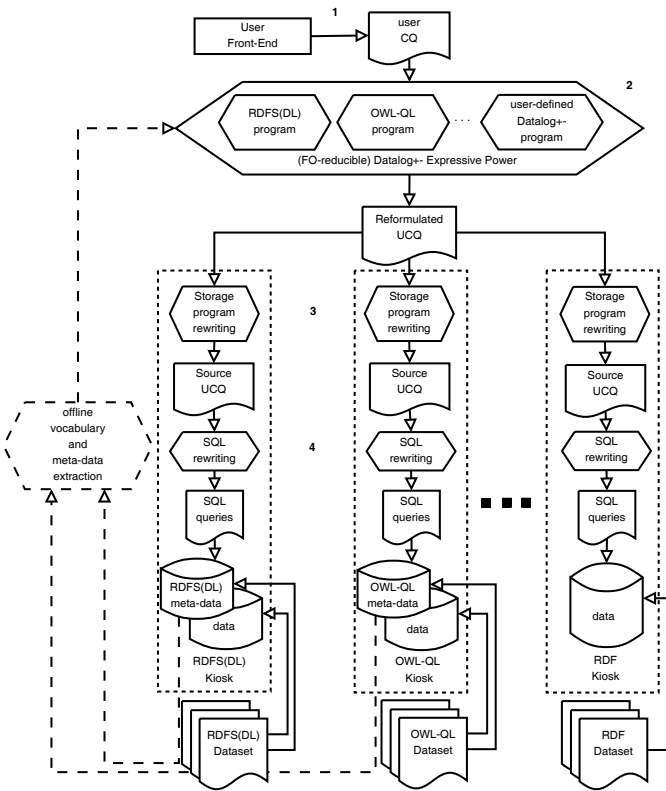 1
User
Front-End
user
CQ
2
RDFS(DL)
program
OWL-QL
program
. . .
user-defined
Datalog+-
program
(FO-reducible) Datalog+- Expressive Power
Reformulated
UCQ
3
Storage
program
rewriting
Storage
program
rewriting
Storage
program
rewriting
Source
UCQ
Source
UCQ
Source
UCQ
offline
vocabulary
and
meta-data
extraction
4
SQL
rewriting
SQL
rewriting
SQL
rewriting
SQL
queries
SQL
queries
SQL
queries
RDFS(DL)
meta-data
data
OWL-QL
meta-data
data
data
RDFS(DL)
Kiosk
OWL-QL
Kiosk
RDF
Kiosk
RDFS(DL)
Dataset
OWL-QL
Dataset
RDF
Dataset